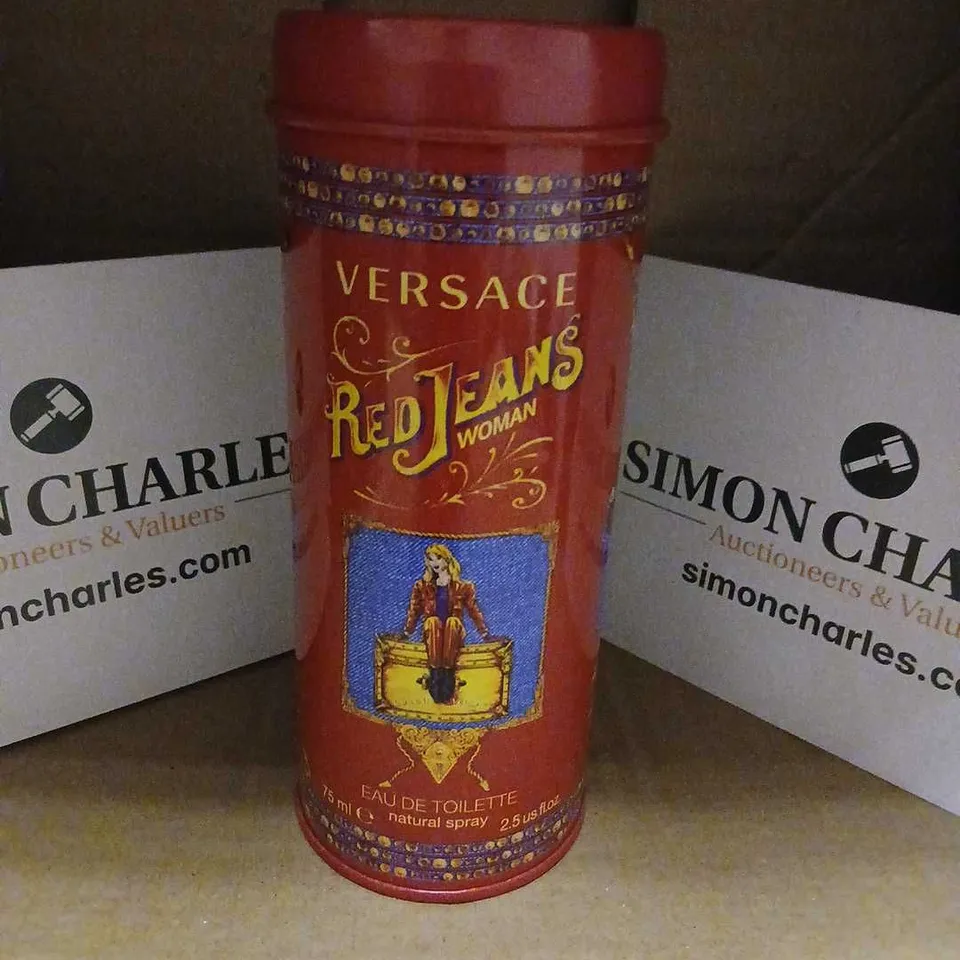 VERSACE
RED JEANS
WOMAN
EAU DE TOILETTE
75 ml e natural spray 2.5 us fl.oz
N CHARLE
oneers & Valuers
ncharles.com
SIMON CHA
Auctioneers & Valu
simoncharles.co